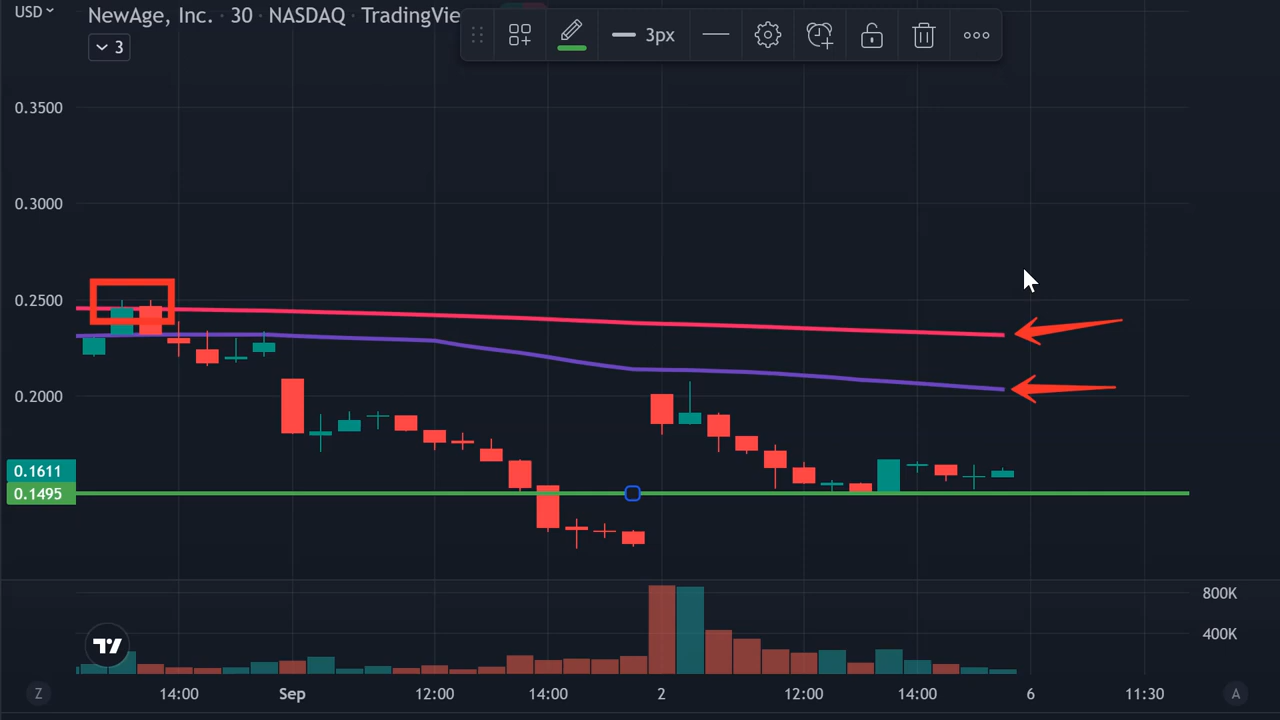 USD
NewAge, Inc. · 30 · NASDAQ · TradingVie
3px
3
0.3500
0.3000
0.2500
0.2000
0.1611
0.1495
800K
400K
Z 14:00 Sep 12:00 14:00 2 12:00 14:00 6 11:30 A